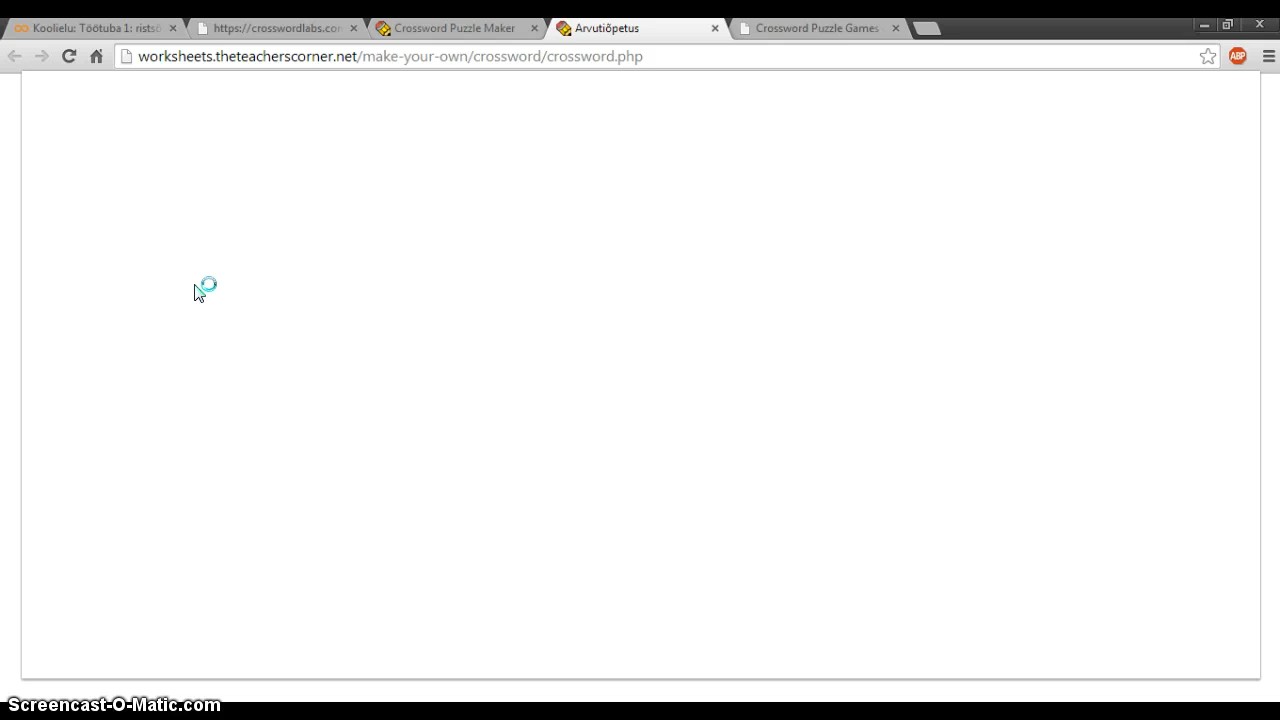 Koolielu: Töötuba 1: ristsõ
https://crosswordlabs.com
Crossword Puzzle Maker
Arvutiõpetus
Crossword Puzzle Games
worksheets.theteacherscorner.net/make-your-own/crossword/crossword.php
ABP
Screencast-O-Matic.com